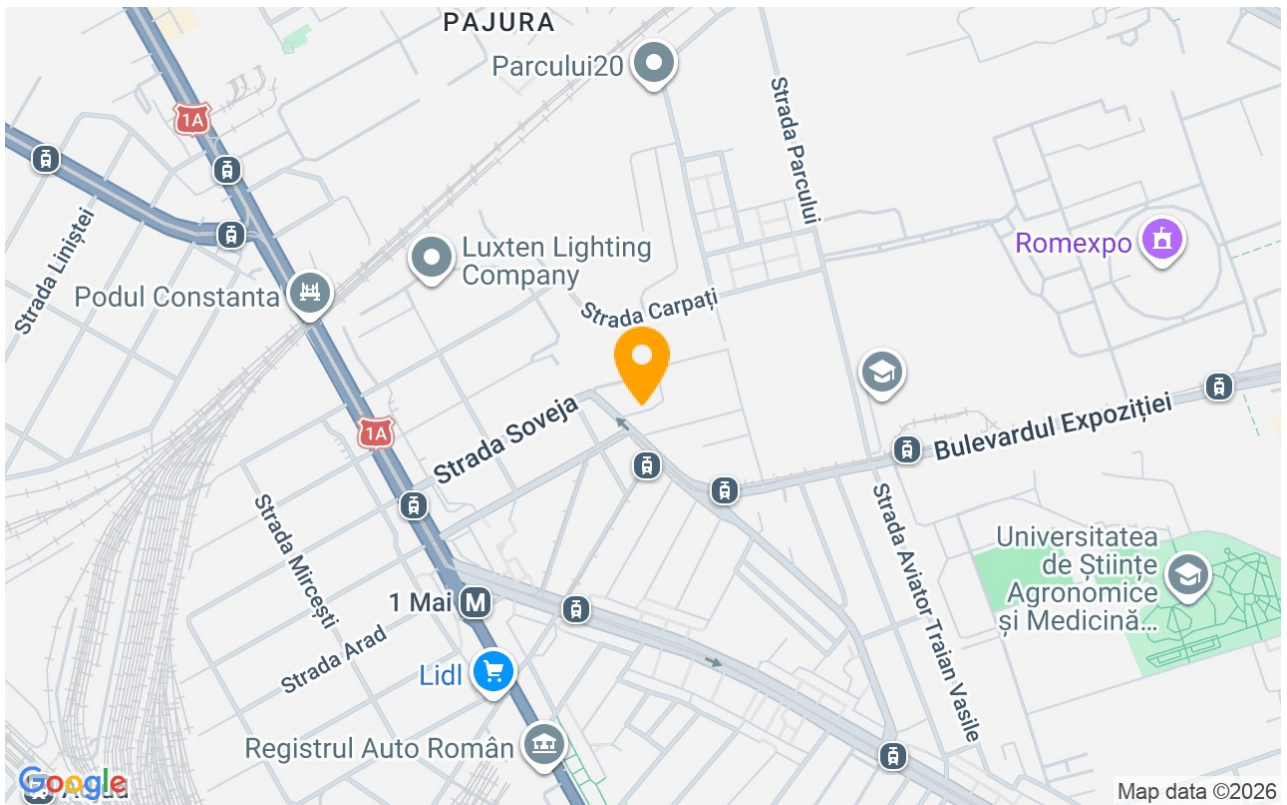 PAJURA
Parcului20
1A
Strada Parcului
Strada Liniștei
Luxten Lighting
Company
Romexpo
Podul Constanta
Strada Carpați
1A
Strada Soveja
Bulevardul Expoziției
Strada Mircești
Strada Aviator Traian Vasile
Universitatea
de Științe
Agronomice
și Medicină...
1 Mai
M
Strada Arad
Lidl
Registrul Auto Român
Google
Map data ©2026